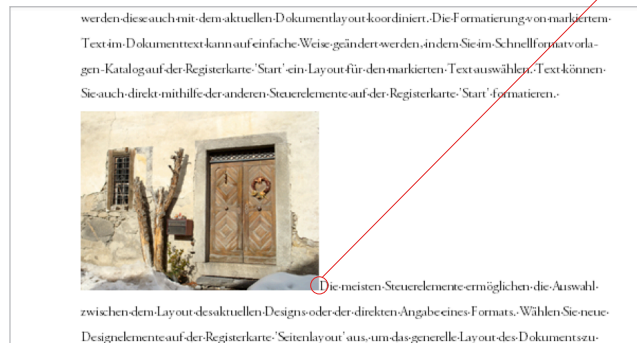 werden diese auch mit dem aktuellen Dokumentlayout koordiniert. Die Formatierung von markiertem
Text im Dokumenttext kann auf einfache Weise geändert werden, indem Sie im Schnellformatvorla-
gen-Katalog auf der Registerkarte 'Start' ein Layout für den markierten Text auswählen. Text können
Sie auch direkt mithilfe der anderen Steuerelemente auf der Registerkarte 'Start' formatieren.
Die meisten Steuerelemente ermöglichen die Auswahl
zwischen dem Layout des aktuellen Designs oder der direkten Angabe eines Formats. Wählen Sie neue
Designelemente auf der Registerkarte 'Seitenlayout' aus, um das generelle Layout des Dokuments zu